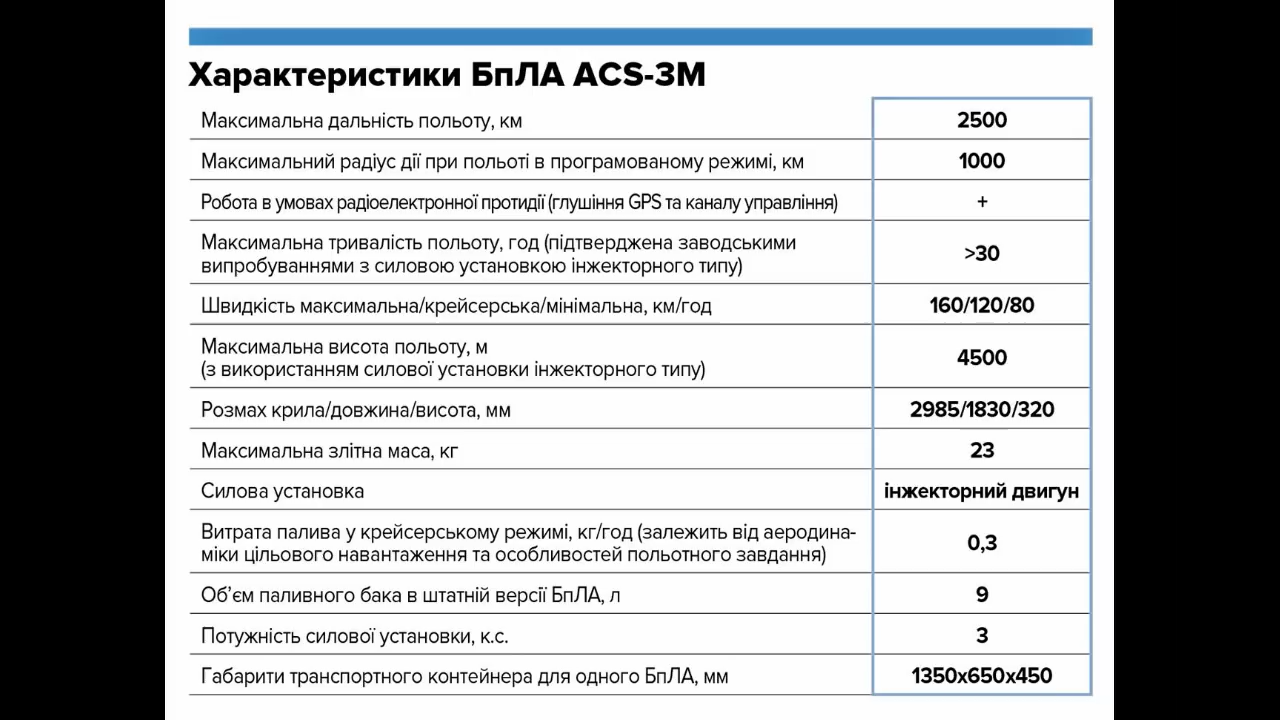 Характеристики БпЛА ACS-3M
Максимальна дальність польоту, км 2500
Максимальний радіус дії при польоті в програмованому режимі, км 1000
Робота в умовах радіоелектронної протидії (глушіння GPS та каналу управління) +
Максимальна тривалість польоту, год (підтверджена заводськими
випробуваннями з силовою установкою інжекторного типу) >30
Швидкість максимальна/крейсерська/мінімальна, км/год 160/120/80
Максимальна висота польоту, м
(з використанням силової установки інжекторного типу) 4500
Розмах крила/довжина/висота, мм 2985/1830/320
Максимальна злітна маса, кг 23
Силова установка інжекторний двигун
Витрата палива у крейсерському режимі, кг/год (залежить від аеродина-
міки цільового навантаження та особливостей польотного завдання) 0,3
Об’єм паливного бака в штатній версії БпЛА, л 9
Потужність силової установки, к.с. 3
Габарити транспортного контейнера для одного БпЛА, мм 1350х650х450